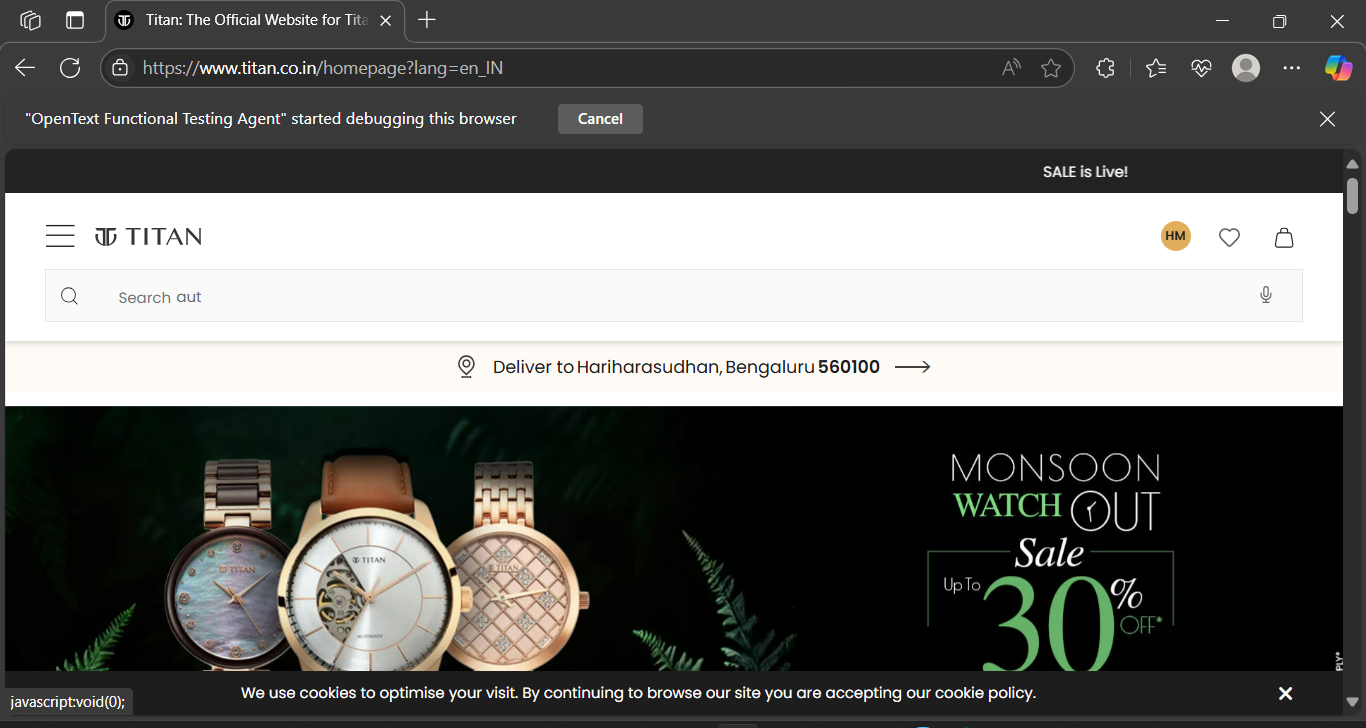 Titan: The Official Website for Tita
https://www.titan.co.in/homepage?lang=en_IN
"OpenText Functional Testing Agent" started debugging this browser
Cancel
SALE is Live!
TITAN
HM
Search aut
Deliver to Hariharasudhan, Bengaluru 560100
MONSOON
WATCH OUT
Sale
Up To
30%
OFF*
TITAN
TITAN
AUTOMATIC
TITAN
PLY*
We use cookies to optimise your visit. By continuing to browse our site you are accepting our cookie policy.
javascript:void(0);